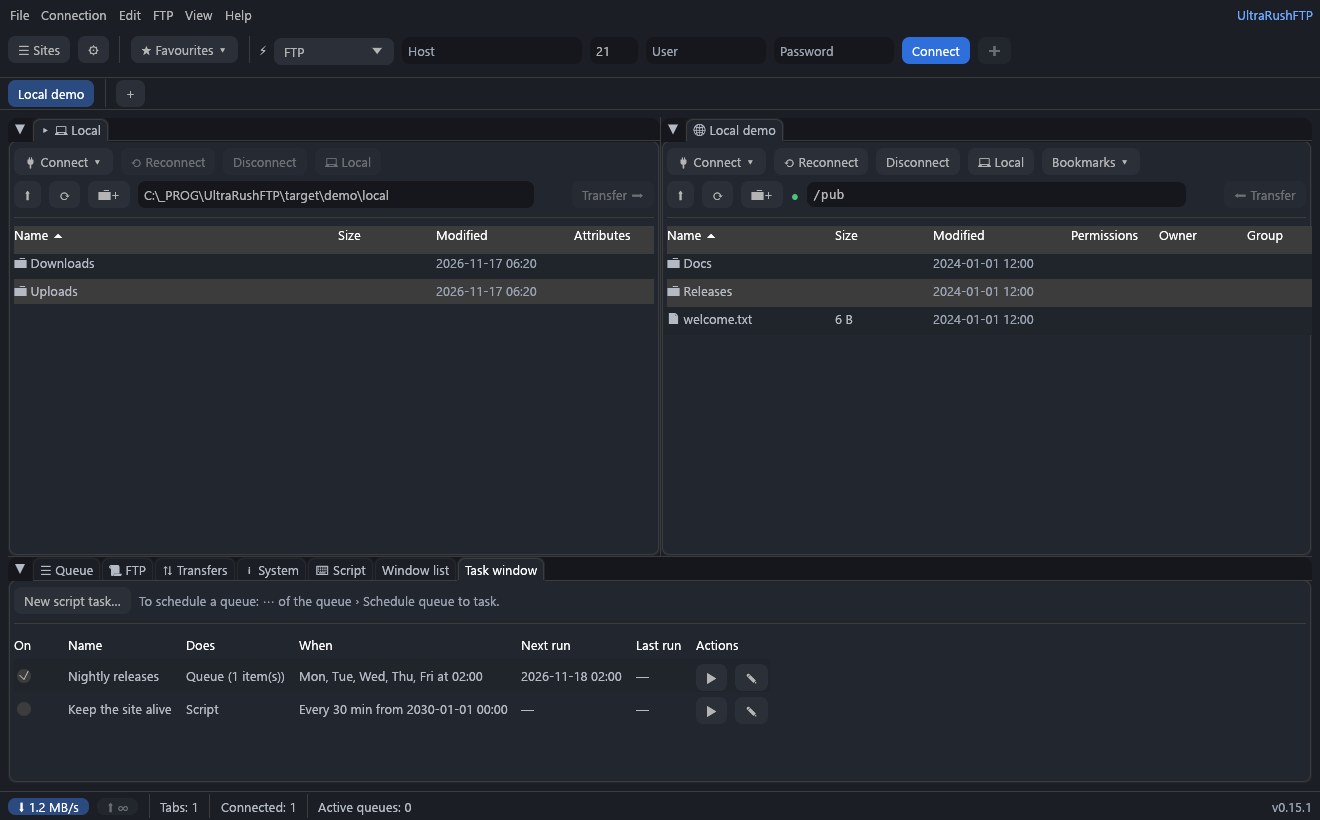 File Connection Edit FTP View Help UltraRushFTP
☰ Sites ⚙ ★ Favourites ▾ ⚡ FTP ▼ Host 21 User Password Connect +
Local demo +
▼ ▸ Local
Connect ▾ ⟲ Reconnect Disconnect Local
⬆ ⟳ + C:\_PROG\UltraRushFTP\target\demo\local Transfer ➡
Name Size Modified Attributes
Downloads 2026-11-17 06:20
Uploads 2026-11-17 06:20
▼ Local demo
Connect ▾ ⟲ Reconnect Disconnect Local Bookmarks ▾
⬆ ⟳ + ● /pub ⬅ Transfer
Name Size Modified Permissions Owner Group
Docs 2024-01-01 12:00
Releases 2024-01-01 12:00
welcome.txt 6 B 2024-01-01 12:00
▼ ☰ Queue FTP Transfers i System Script Window list Task window
New script task... To schedule a queue: ⋯ of the queue › Schedule queue to task.
On Name Does When Next run Last run Actions
Nightly releases Queue (1 item(s)) Mon, Tue, Wed, Thu, Fri at 02:00 2026-11-18 02:00 —
Keep the site alive Script Every 30 min from 2030-01-01 00:00 — —
⬇ 1.2 MB/s ⬆ ∞ Tabs: 1 Connected: 1 Active queues: 0 v0.15.1